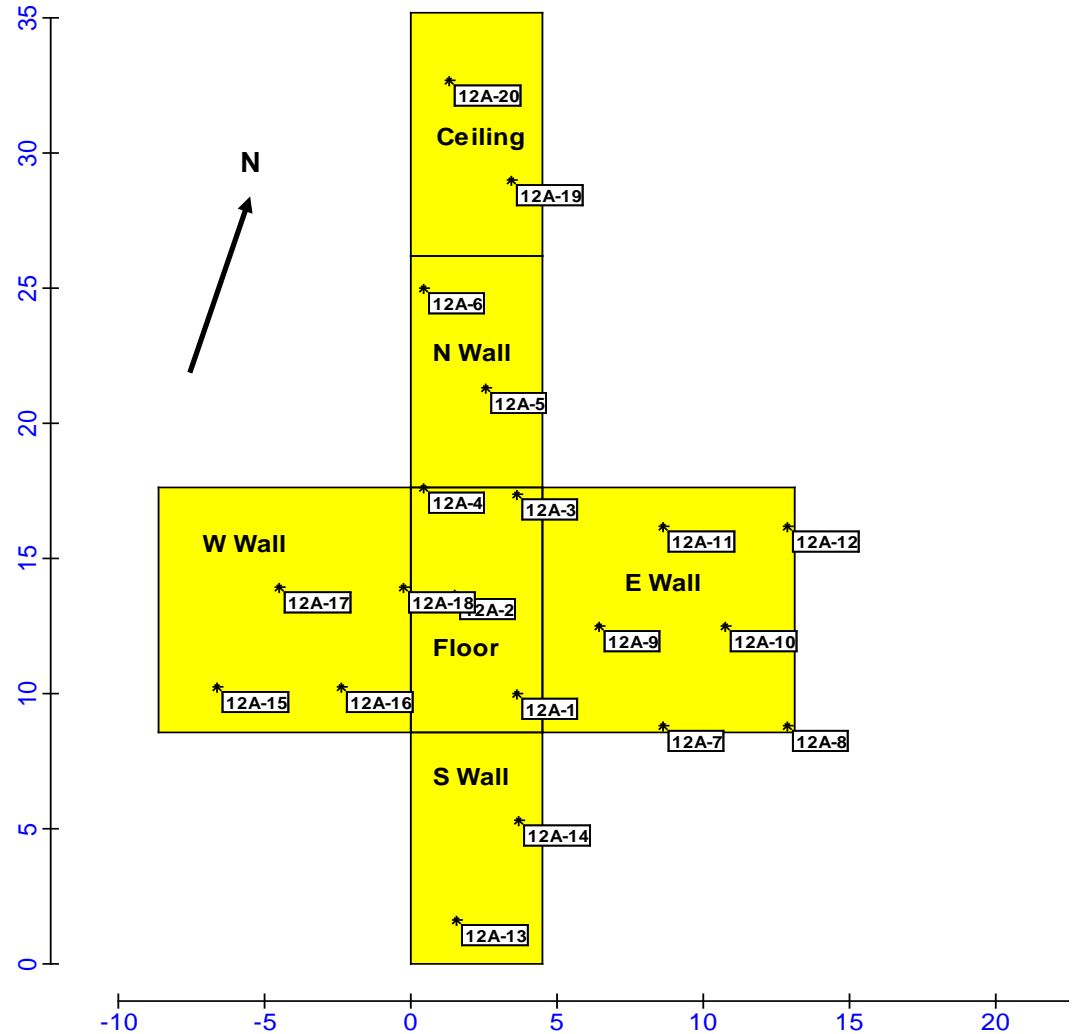 35
12A-20
Ceiling
30
N
12A-19
25
12A-6
N Wall
12A-5
20
12A-4
12A-3
12A-11
12A-12
W Wall
15
E Wall
12A-17
12A-18
12A-2
12A-9
12A-10
Floor
10
12A-15
12A-16
12A-1
12A-7
12A-8
S Wall
5
12A-14
12A-13
0
-10 -5 0 5 10 15 20